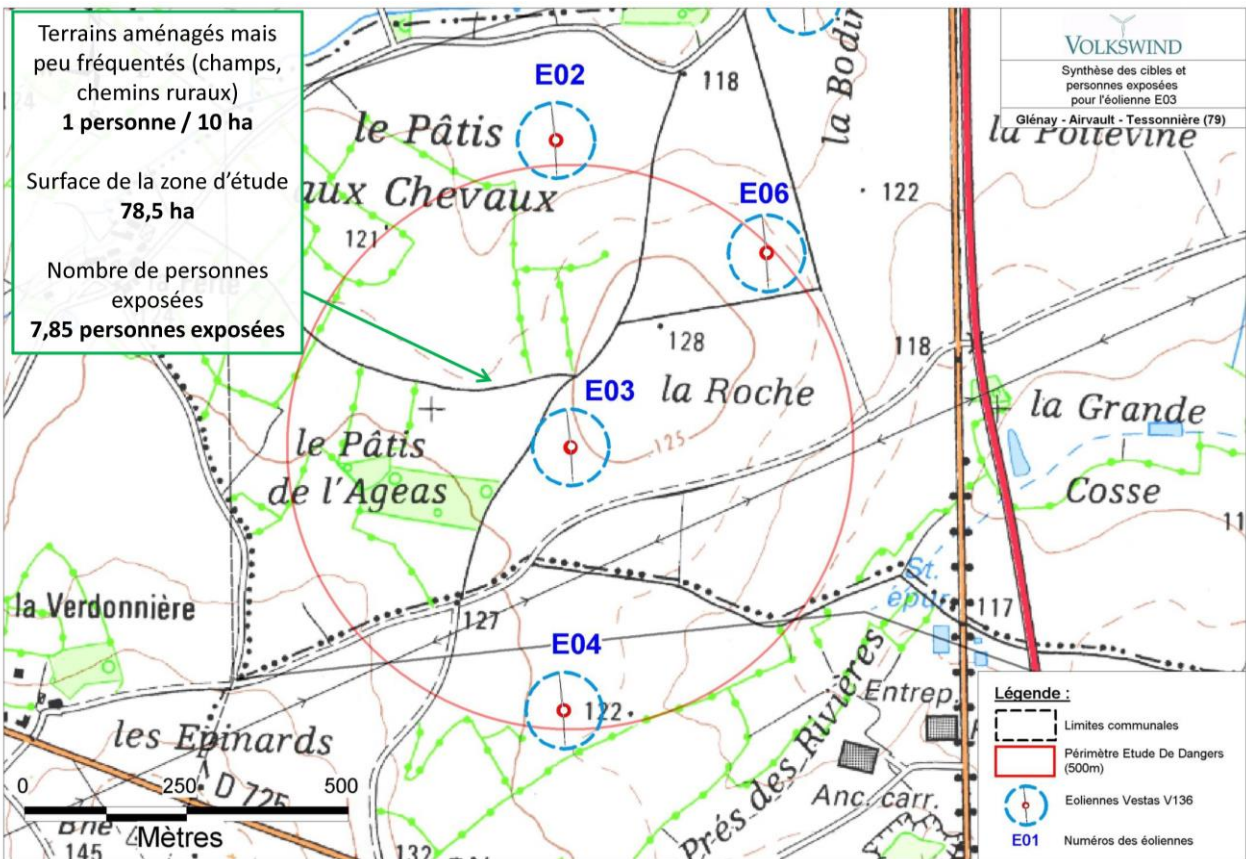 Terrains aménagés mais
peu fréquentés (champs,
chemins ruraux)
1 personne / 10 ha
Surface de la zone d'étude
78,5 ha
Nombre de personnes
exposées
7,85 personnes exposées
VOLKSWIND
Synthèse des cibles et
personnes exposées
pour l'éolienne E03
Glénay - Airvault - Tessonnière (79)
E02
118
la Bodin
le Pâtis
aux Chevaux
la Poitevine
E06
122
121
128
118
E03
la Roche
125
la Grande
Cosse
le Pâtis
de l'Ageas
St.
épur.
117
la Verdonnière
127
E04
122
Prés des Rivières
Entrep.
les Epinards
D 725
Anc. carr.
0 250 500
Mètres
145
132
Légende :
Limites communales
Périmètre Etude De Dangers
(500m)
Eoliennes Vestas V136
E01
Numéros des éoliennes